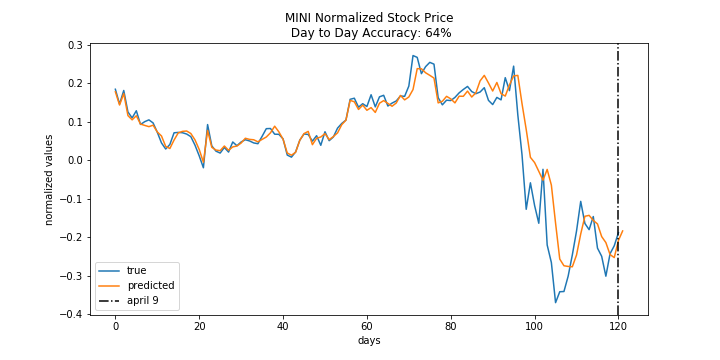 MINI Normalized Stock Price
Day to Day Accuracy: 64%
normalized values
0.3
0.2
0.1
0.0
−0.1
−0.2
−0.3
−0.4
true
predicted
april 9
0
20
40
60
80
100
120
days